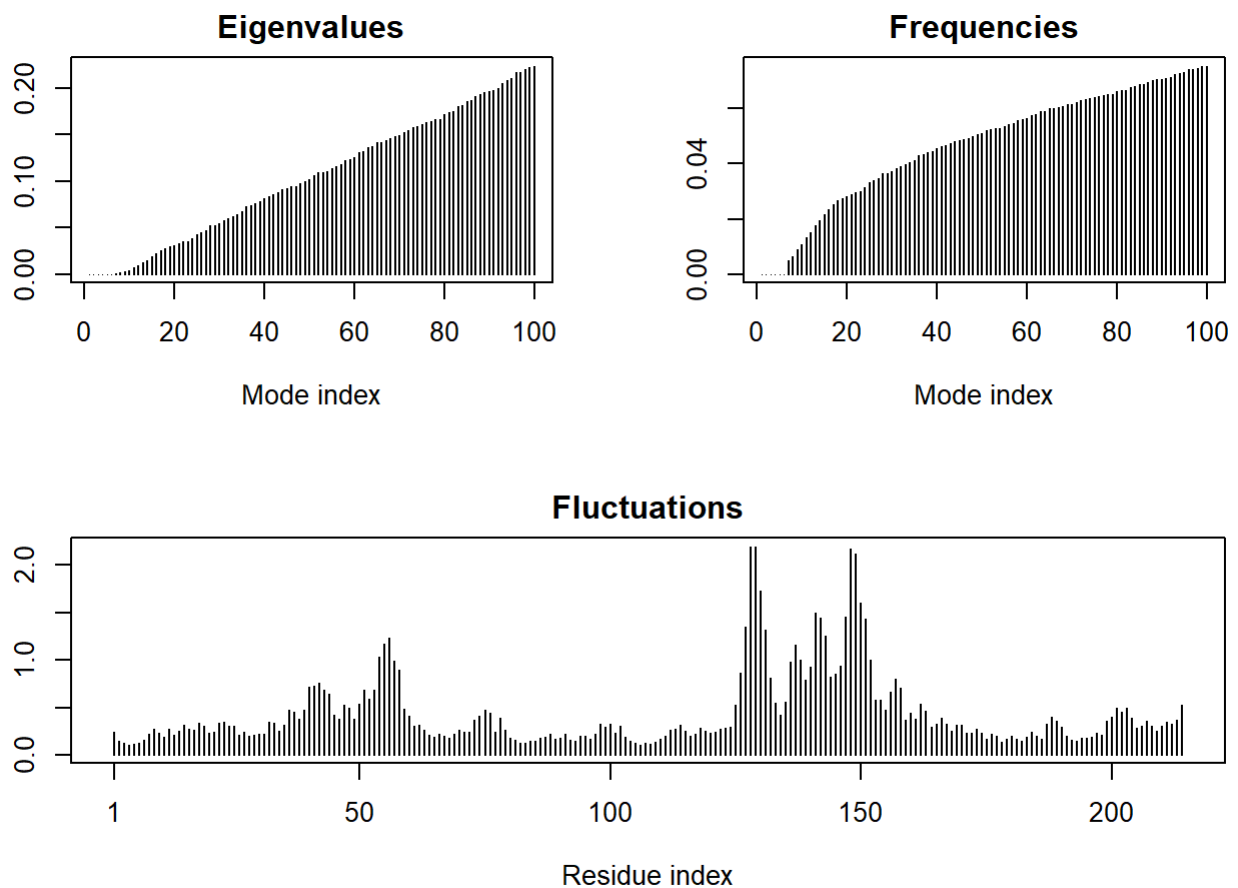 Eigenvalues
0.00 0.10 0.20
0 20 40 60 80 100
Mode index
Frequencies
0.00 0.04
0 20 40 60 80 100
Mode index
Fluctuations
0.0 1.0 2.0
1 50 100 150 200
Residue index